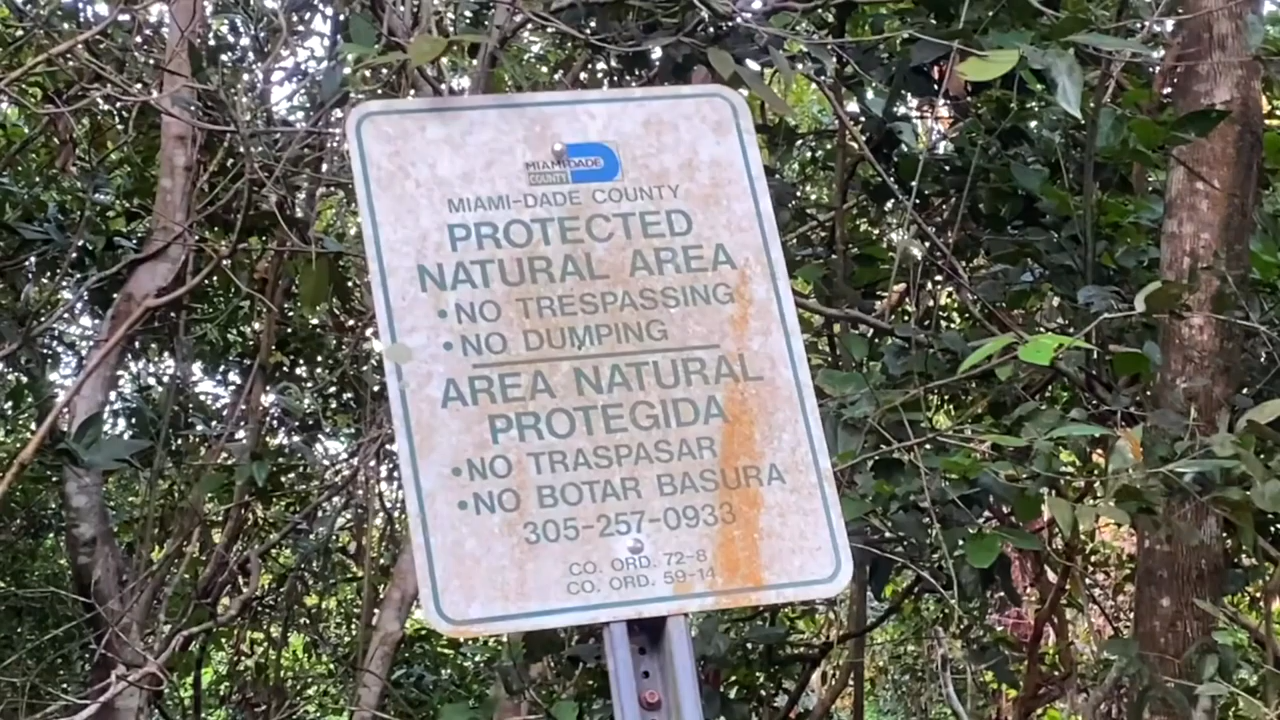 MIAMI-DADE
COUNTY
MIAMI-DADE COUNTY
PROTECTED
NATURAL AREA
• NO TRESPASSING
• NO DUMPING
AREA NATURAL
PROTEGIDA
• NO TRASPASAR
• NO BOTAR BASURA
305-257-0933
CO. ORD. 72-8
CO. ORD. 59-14